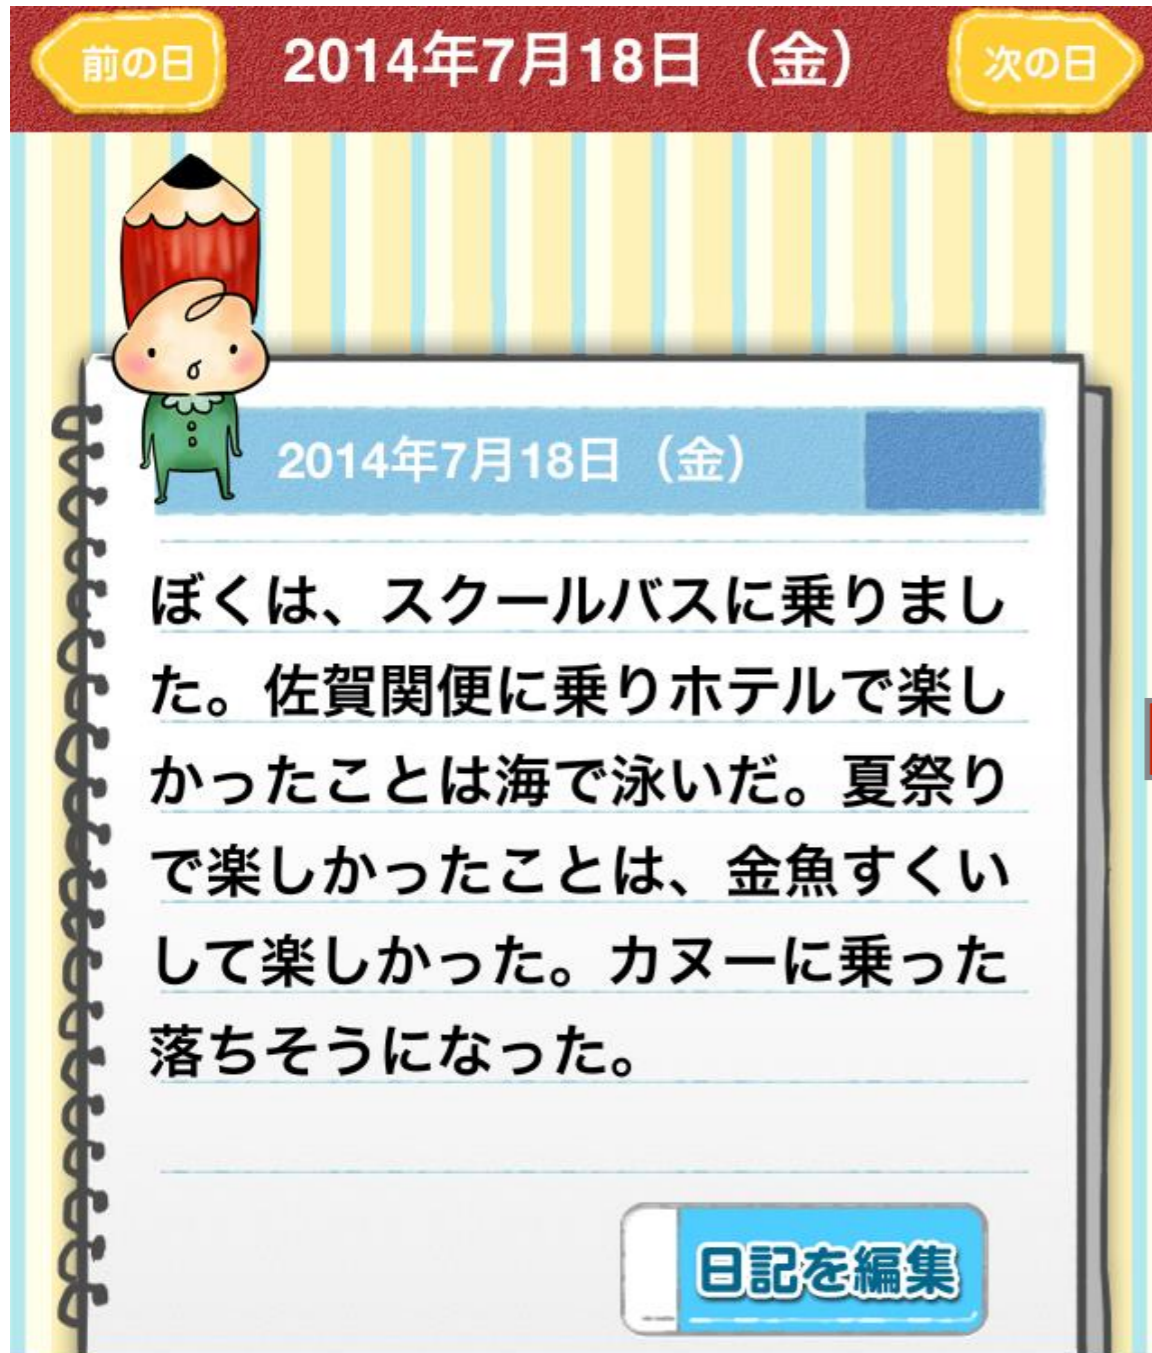 前の日
2014年7月18日（金）
次の日
2014年7月18日（金）
ぼくは、スクールバスに乗りまし
た。佐賀関便に乗りホテルで楽し
かったことは海で泳いだ。夏祭り
で楽しかったことは、金魚すくい
して楽しかった。カヌーに乗った
落ちそうになった。
日記を編集